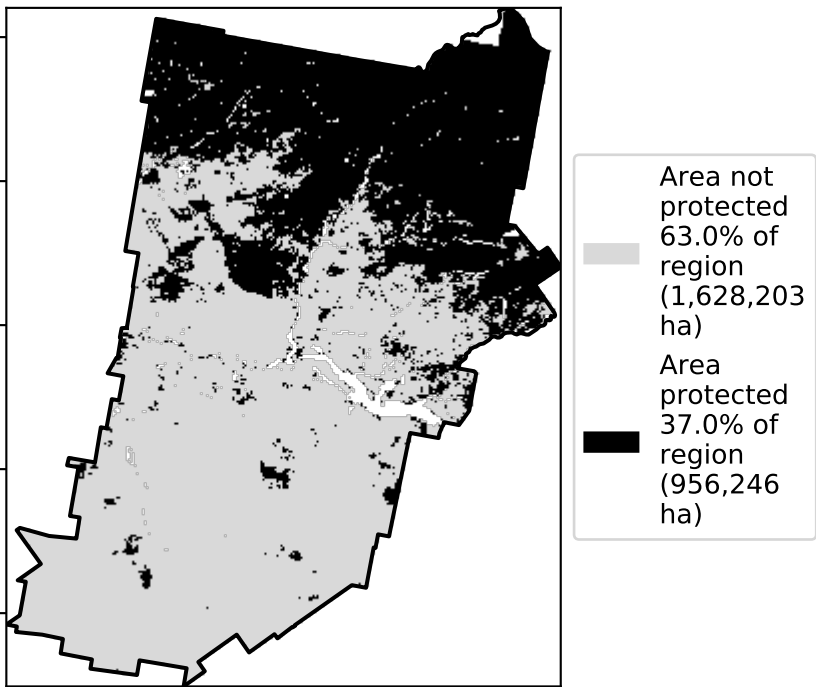 Area not
protected
63.0% of
region
(1,628,203
ha)
Area
protected
37.0% of
region
(956,246
ha)